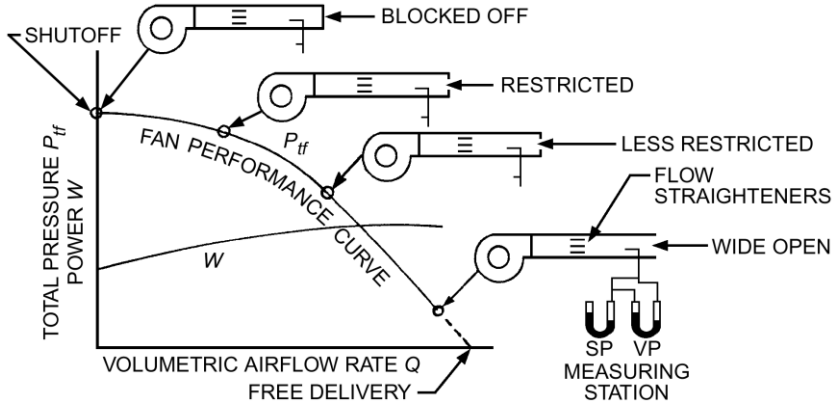 BLOCKED OFF
SHUTOFF
RESTRICTED
P_tf
FAN PERFORMANCE CURVE
LESS RESTRICTED
FLOW
STRAIGHTENERS
WIDE OPEN
W
TOTAL PRESSURE P_tf
POWER W
SP VP
MEASURING
STATION
VOLUMETRIC AIRFLOW RATE Q
FREE DELIVERY